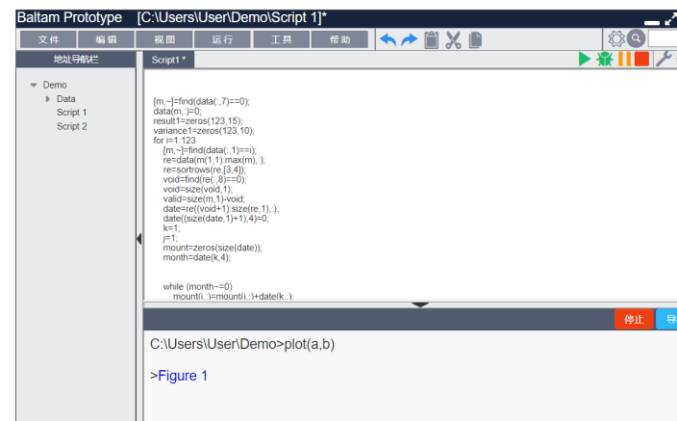 Baltam Prototype [C:\Users\User\Demo\Script 1]*
文件 编辑 视图 运行 工具 帮助
地址导航栏 Script1 *
Demo
Data
Script 1
Script 2
[m,~]=find(data(:,7)==0);
data(m,:)=0;
result1=zeros(123,15);
variance1=zeros(123,10);
for i=1:123
[m,~]=find(data(:,1)==i);
re=data(m(1,1):max(m),:);
re=sortrows(re,[3,4]);
void=find(re(:,8)==0);
void=size(void,1);
valid=size(m,1)-void;
date=re((void+1):size(re,1),:);
date((size(date,1)+1),4)=0;
k=1;
j=1;
mount=zeros(size(date));
month=date(k,4);
while (month~=0)
mount(j,:)=mount(j,:)+date(k,:);
停止 导
C:\Users\User\Demo>plot(a,b)
>Figure 1